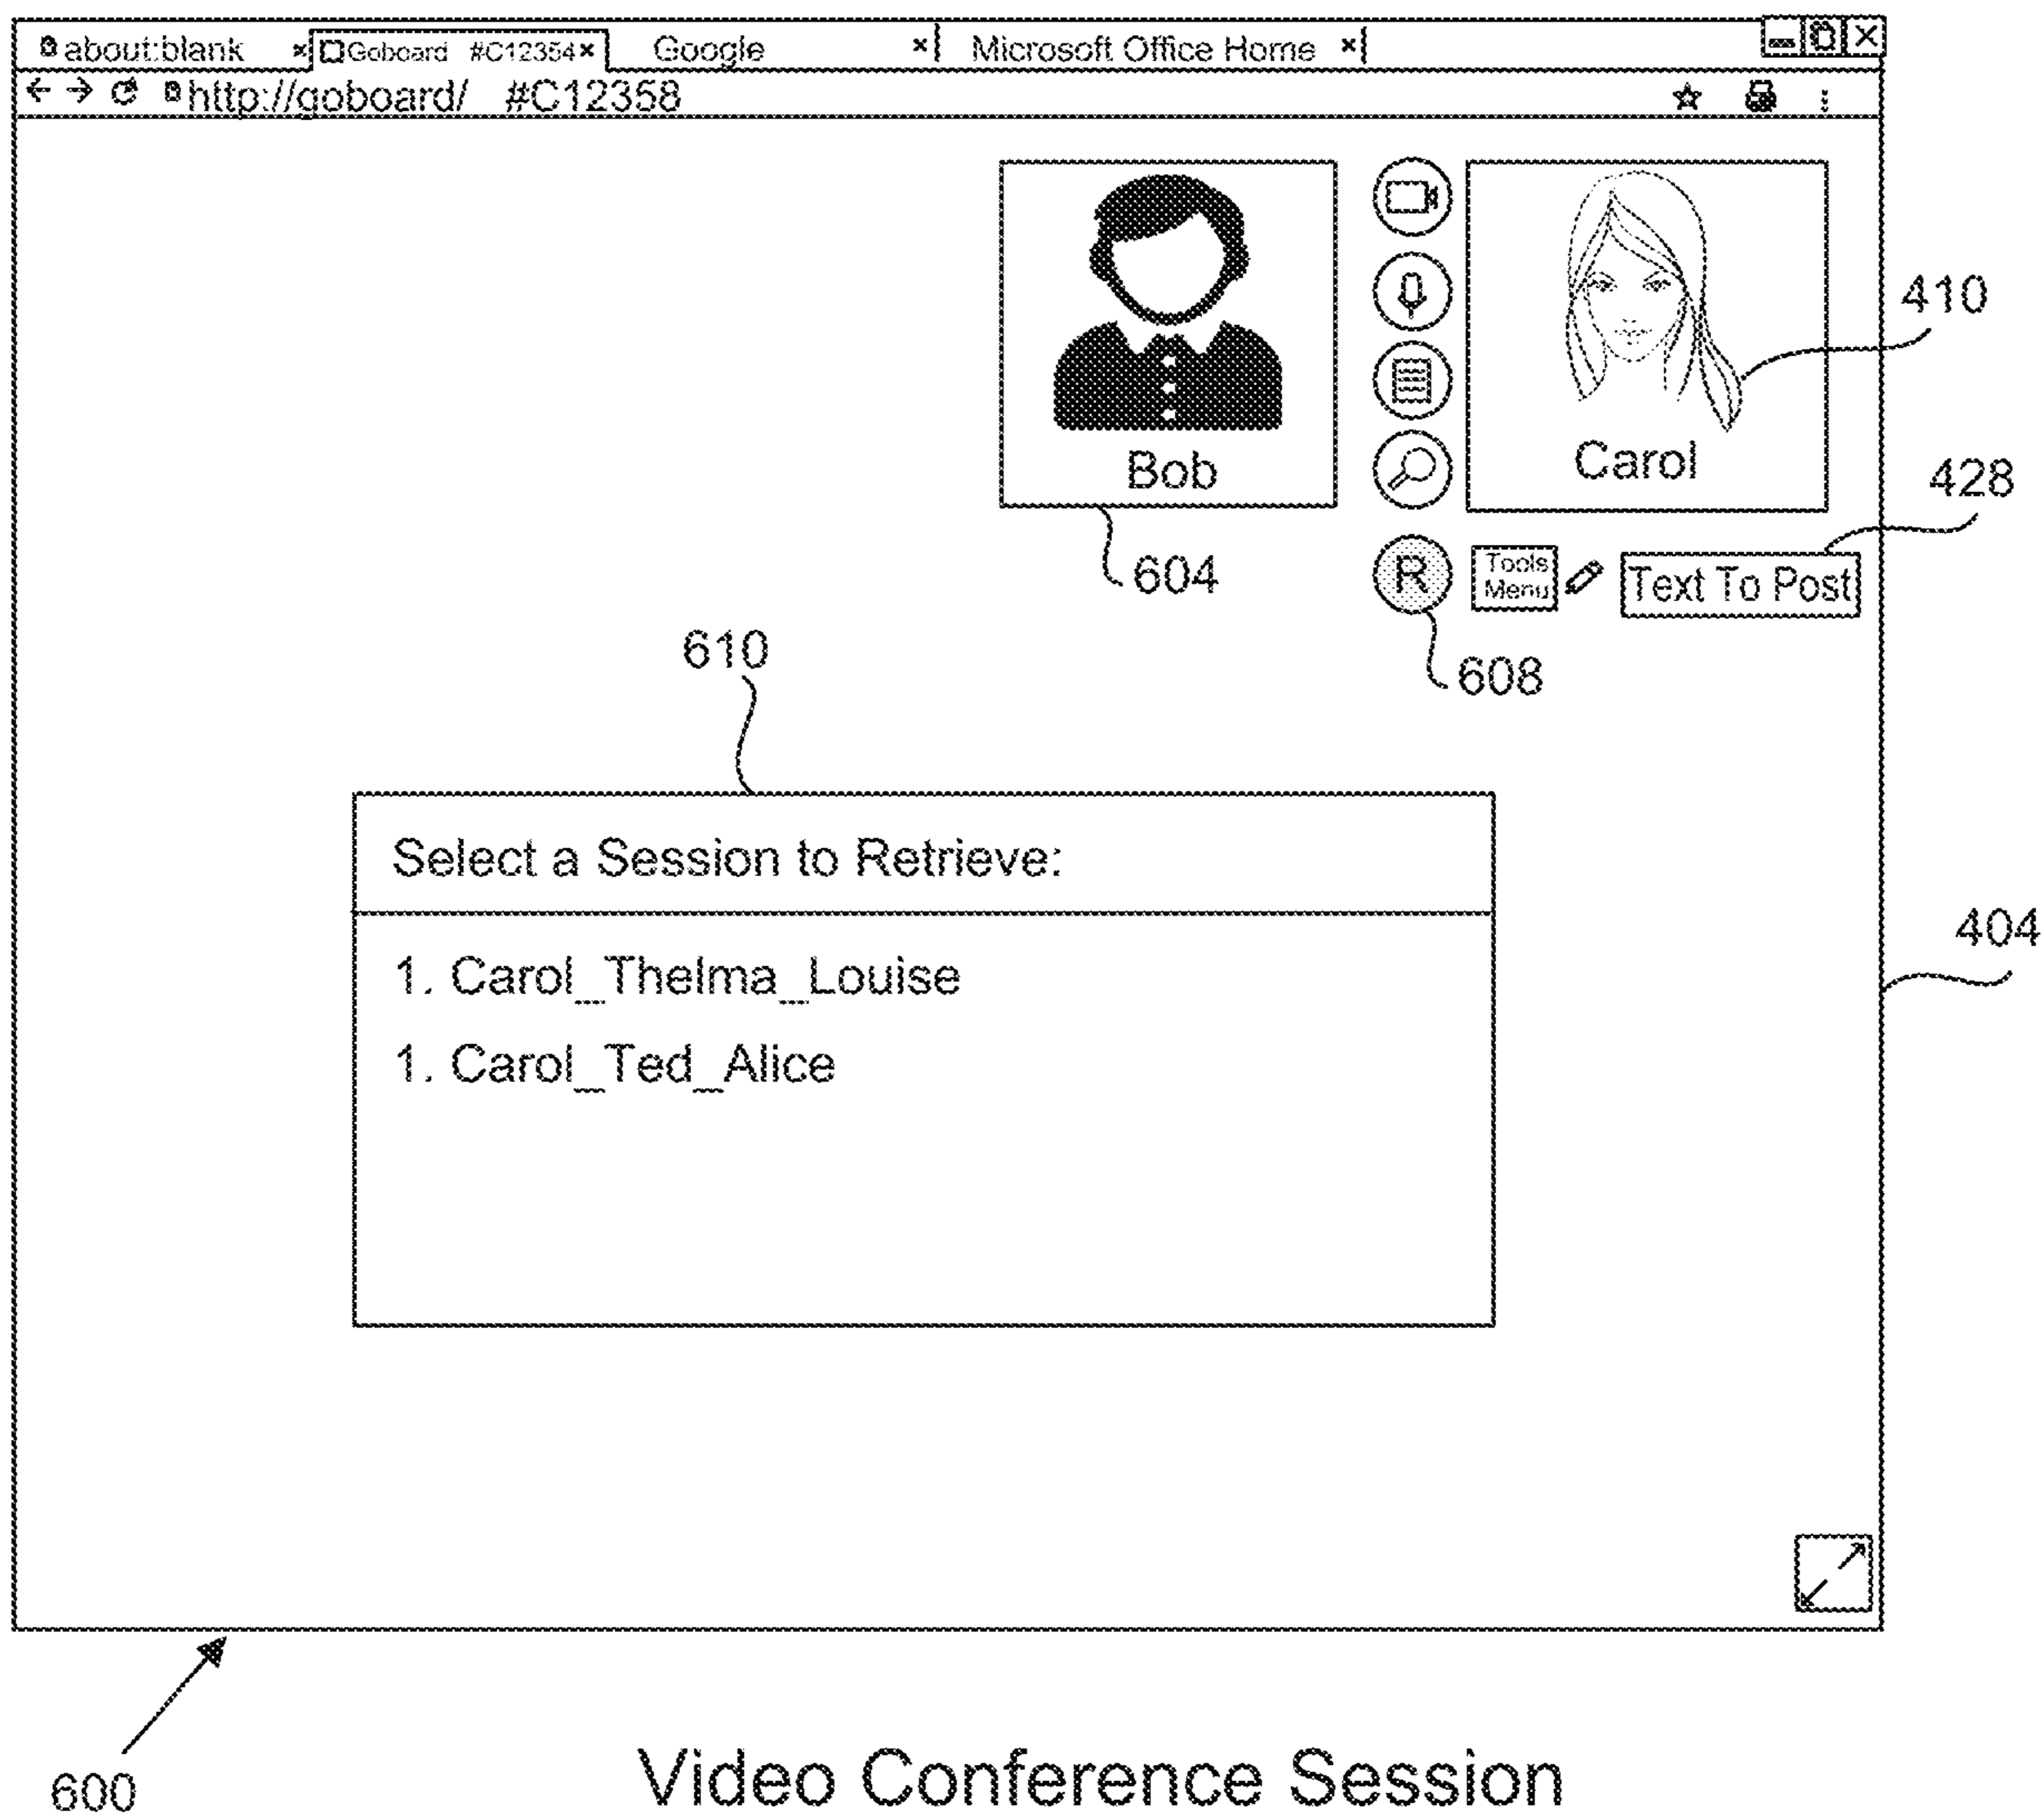 about:blank × Goboard #C12354× Google × Microsoft Office Home ×
http://goboard/ #C12358
Bob
Carol
410
428
604
R
Tools
Menu
Text To Post
608
610
Select a Session to Retrieve:
1. Carol_Thelma_Louise
1. Carol_Ted_Alice
404
600
Video Conference Session